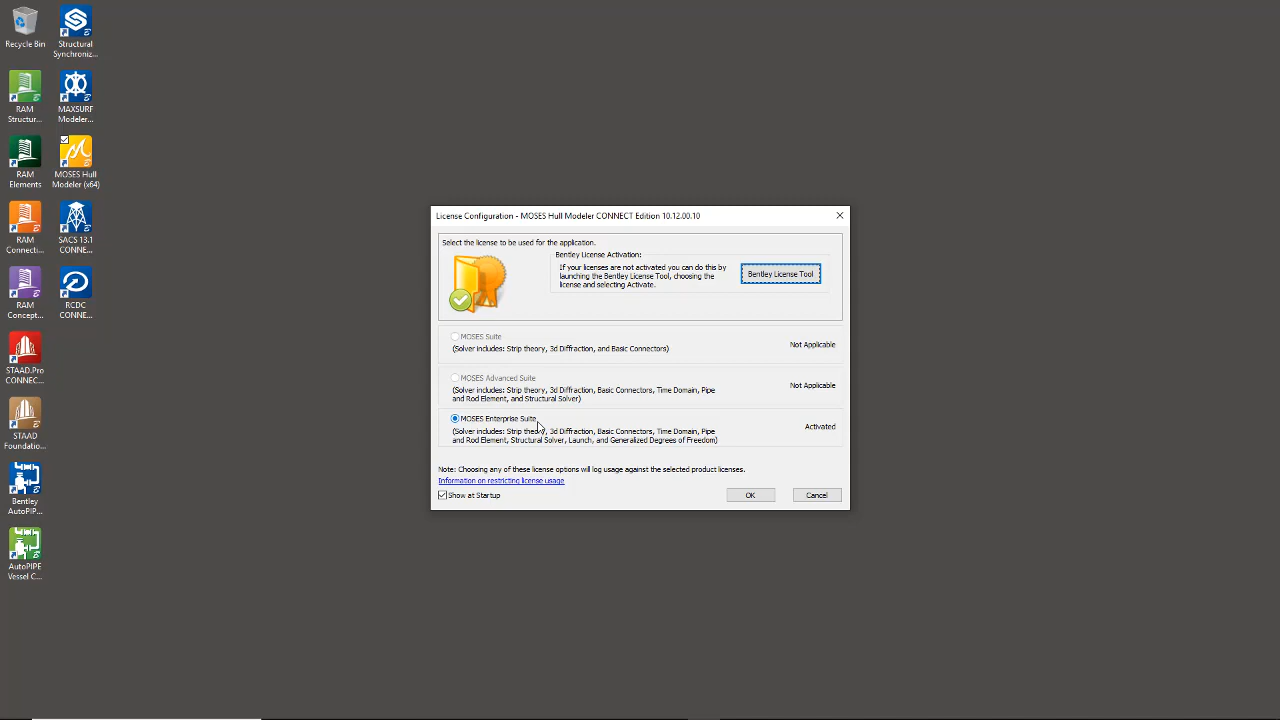 Recycle Bin
Structural
Synchroniz...
RAM
Structur...
MAXSURF
Modeler...
RAM
Elements
MOSES Hull
Modeler (x64)
RAM
Connecti...
SACS 13.1
CONNE...
RAM
Concept...
RCDC
CONNE...
STAAD.Pro
CONNEC...
STAAD
Foundatio...
Bentley
AutoPIP...
AutoPIPE
Vessel C...
License Configuration - MOSES Hull Modeler CONNECT Edition 10.12.00.10
Select the license to be used for the application.
Bentley License Activation:
If your licenses are not activated you can do this by
launching the Bentley License Tool, choosing the
license and selecting Activate.
Bentley License Tool
MOSES Suite
(Solver includes: Strip theory, 3d Diffraction, and Basic Connectors)
Not Applicable
MOSES Advanced Suite
(Solver includes: Strip theory, 3d Diffraction, Basic Connectors, Time Domain, Pipe
and Rod Element, and Structural Solver)
Not Applicable
MOSES Enterprise Suite
(Solver includes: Strip theory, 3d Diffraction, Basic Connectors, Time Domain, Pipe
and Rod Element, Structural Solver, Launch, and Generalized Degrees of Freedom)
Activated
Note: Choosing any of these license options will log usage against the selected product licenses.
Information on restricting license usage
Show at Startup
OK
Cancel